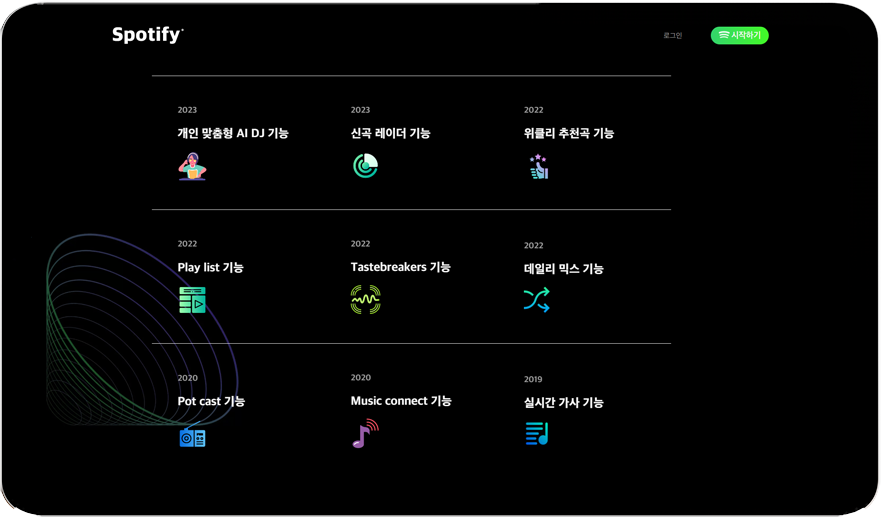 Spotify
로그인
시작하기
2023
개인 맞춤형 AI DJ 기능
2023
신곡 레이더 기능
2022
위클리 추천곡 기능
2022
Play list 기능
2022
Tastebreakers 기능
2022
데일리 믹스 기능
2020
Pot cast 기능
2020
Music connect 기능
2019
실시간 가사 기능